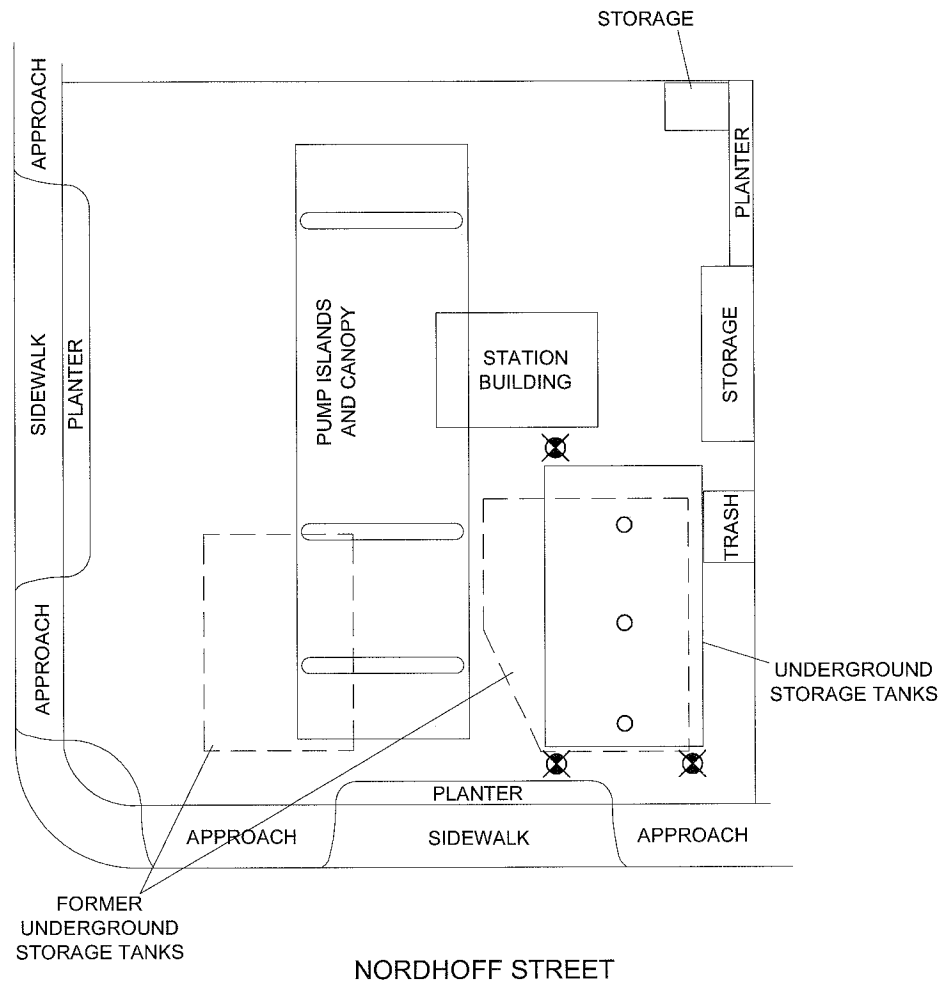 STORAGE
APPROACH
PLANTER
SIDEWALK
PLANTER
PUMP ISLANDS
AND CANOPY
STATION
BUILDING
STORAGE
TRASH
APPROACH
UNDERGROUND
STORAGE TANKS
PLANTER
APPROACH
SIDEWALK
APPROACH
FORMER
UNDERGROUND
STORAGE TANKS
NORDHOFF STREET